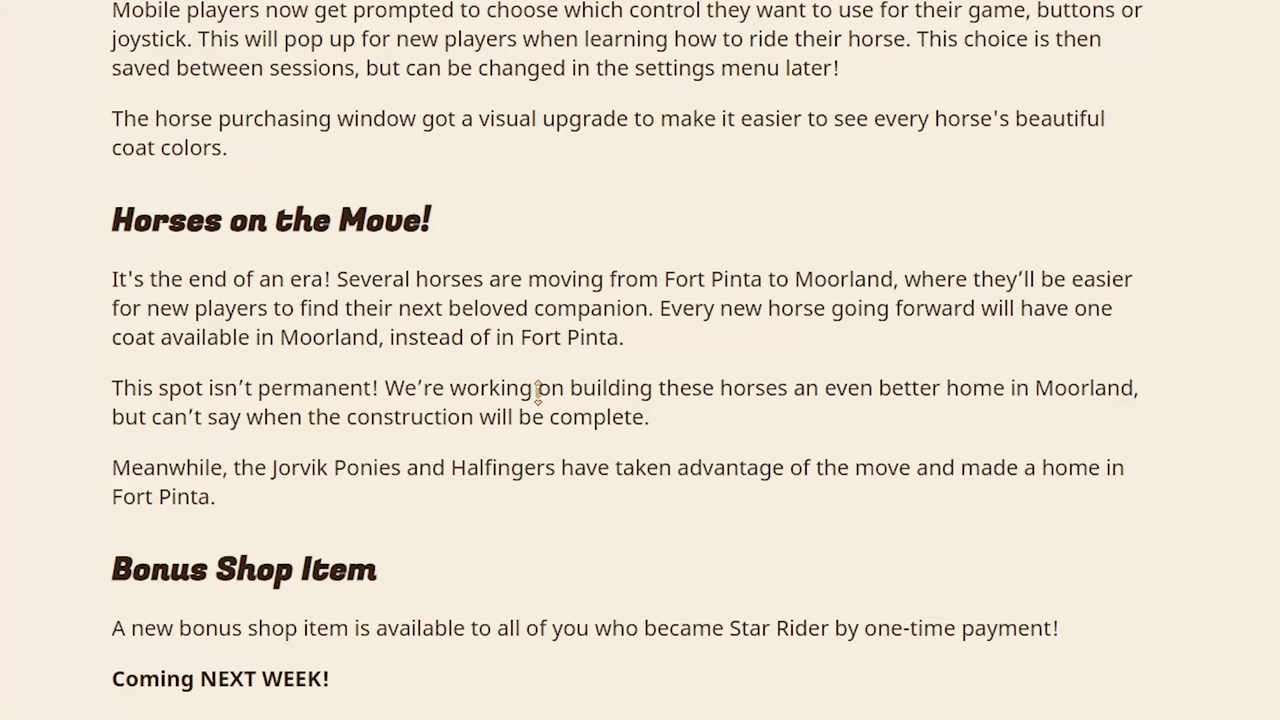 Mobile players now get prompted to choose which control they want to use for their game, buttons or
joystick. This will pop up for new players when learning how to ride their horse. This choice is then
saved between sessions, but can be changed in the settings menu later!
The horse purchasing window got a visual upgrade to make it easier to see every horse's beautiful
coat colors.
Horses on the Move!
It's the end of an era! Several horses are moving from Fort Pinta to Moorland, where they’ll be easier
for new players to find their next beloved companion. Every new horse going forward will have one
coat available in Moorland, instead of in Fort Pinta.
This spot isn’t permanent! We’re working on building these horses an even better home in Moorland,
but can’t say when the construction will be complete.
Meanwhile, the Jorvik Ponies and Halfingers have taken advantage of the move and made a home in
Fort Pinta.
Bonus Shop Item
A new bonus shop item is available to all of you who became Star Rider by one-time payment!
Coming NEXT WEEK!